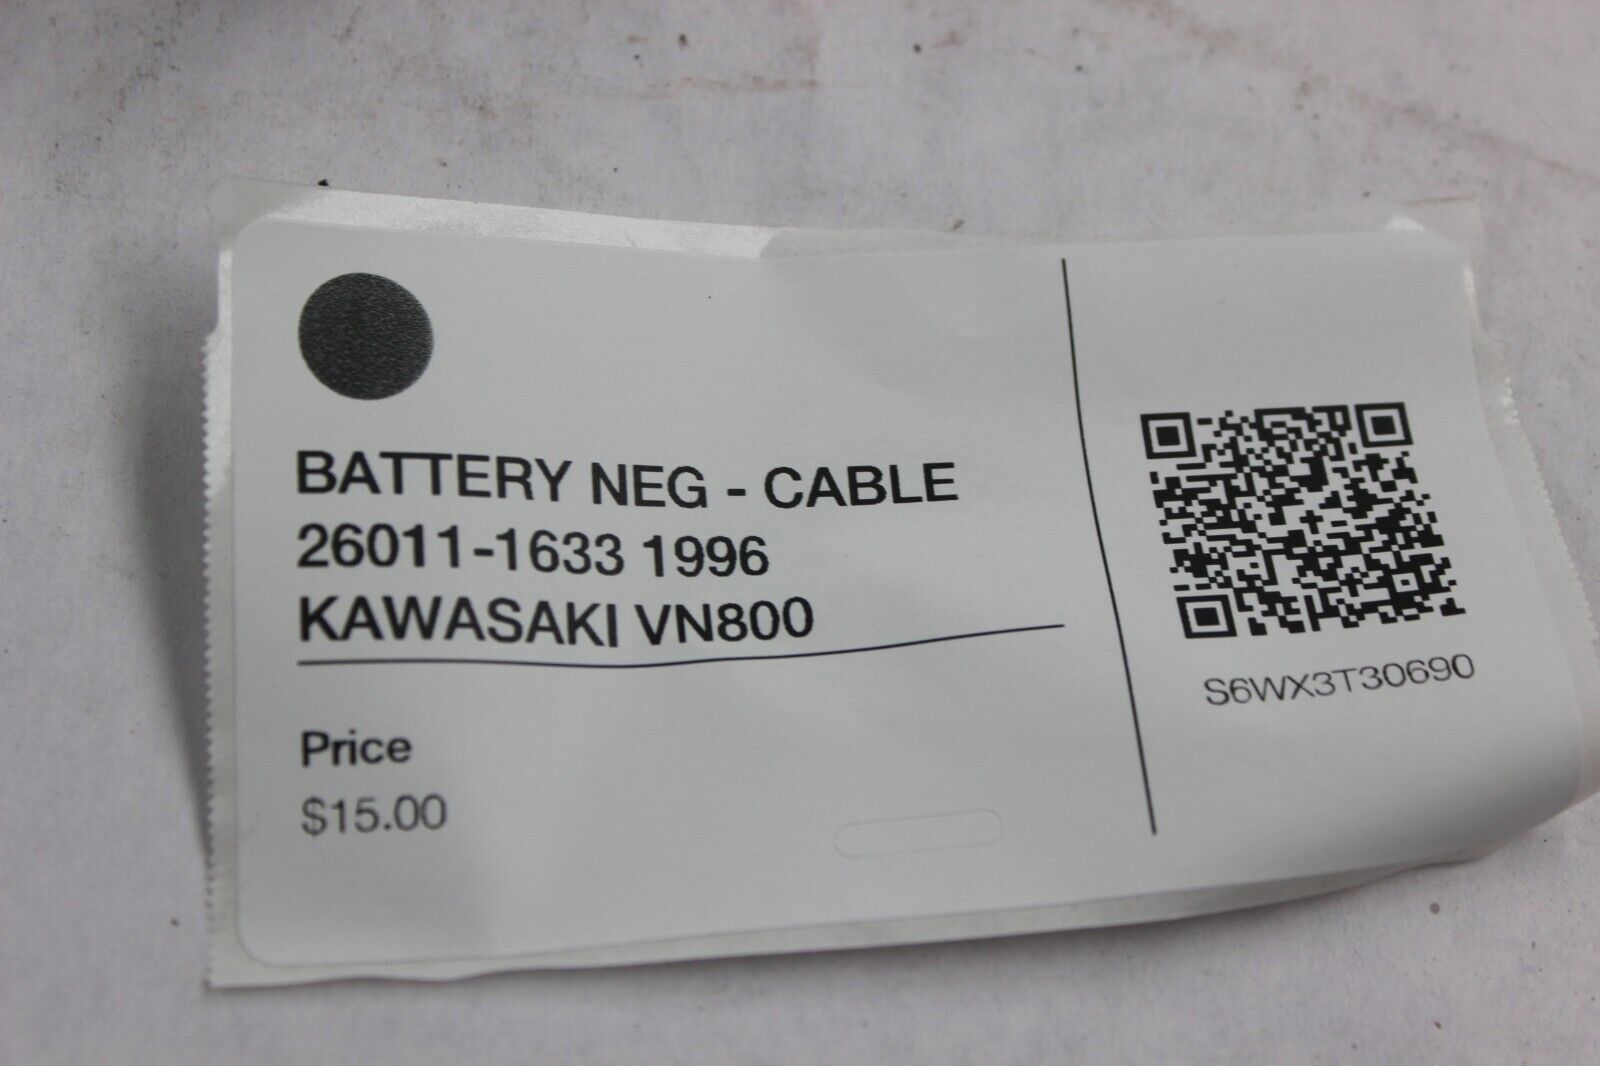 BATTERY NEG - CABLE
26011-1633 1996
KAWASAKI VN800
Price
$15.00
S6WX3T30690